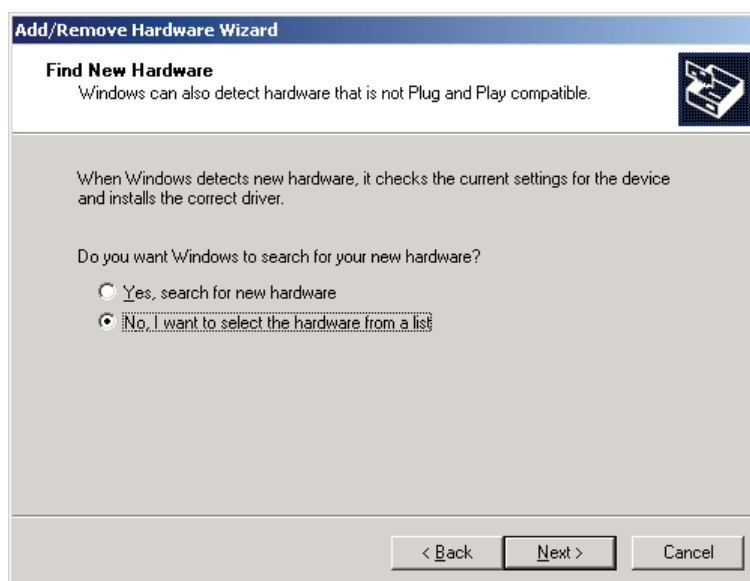 Add/Remove Hardware Wizard
Find New Hardware
Windows can also detect hardware that is not Plug and Play compatible.
When Windows detects new hardware, it checks the current settings for the device
and installs the correct driver.
Do you want Windows to search for your new hardware?
Yes, search for new hardware
No, I want to select the hardware from a list
< Back
Next >
Cancel